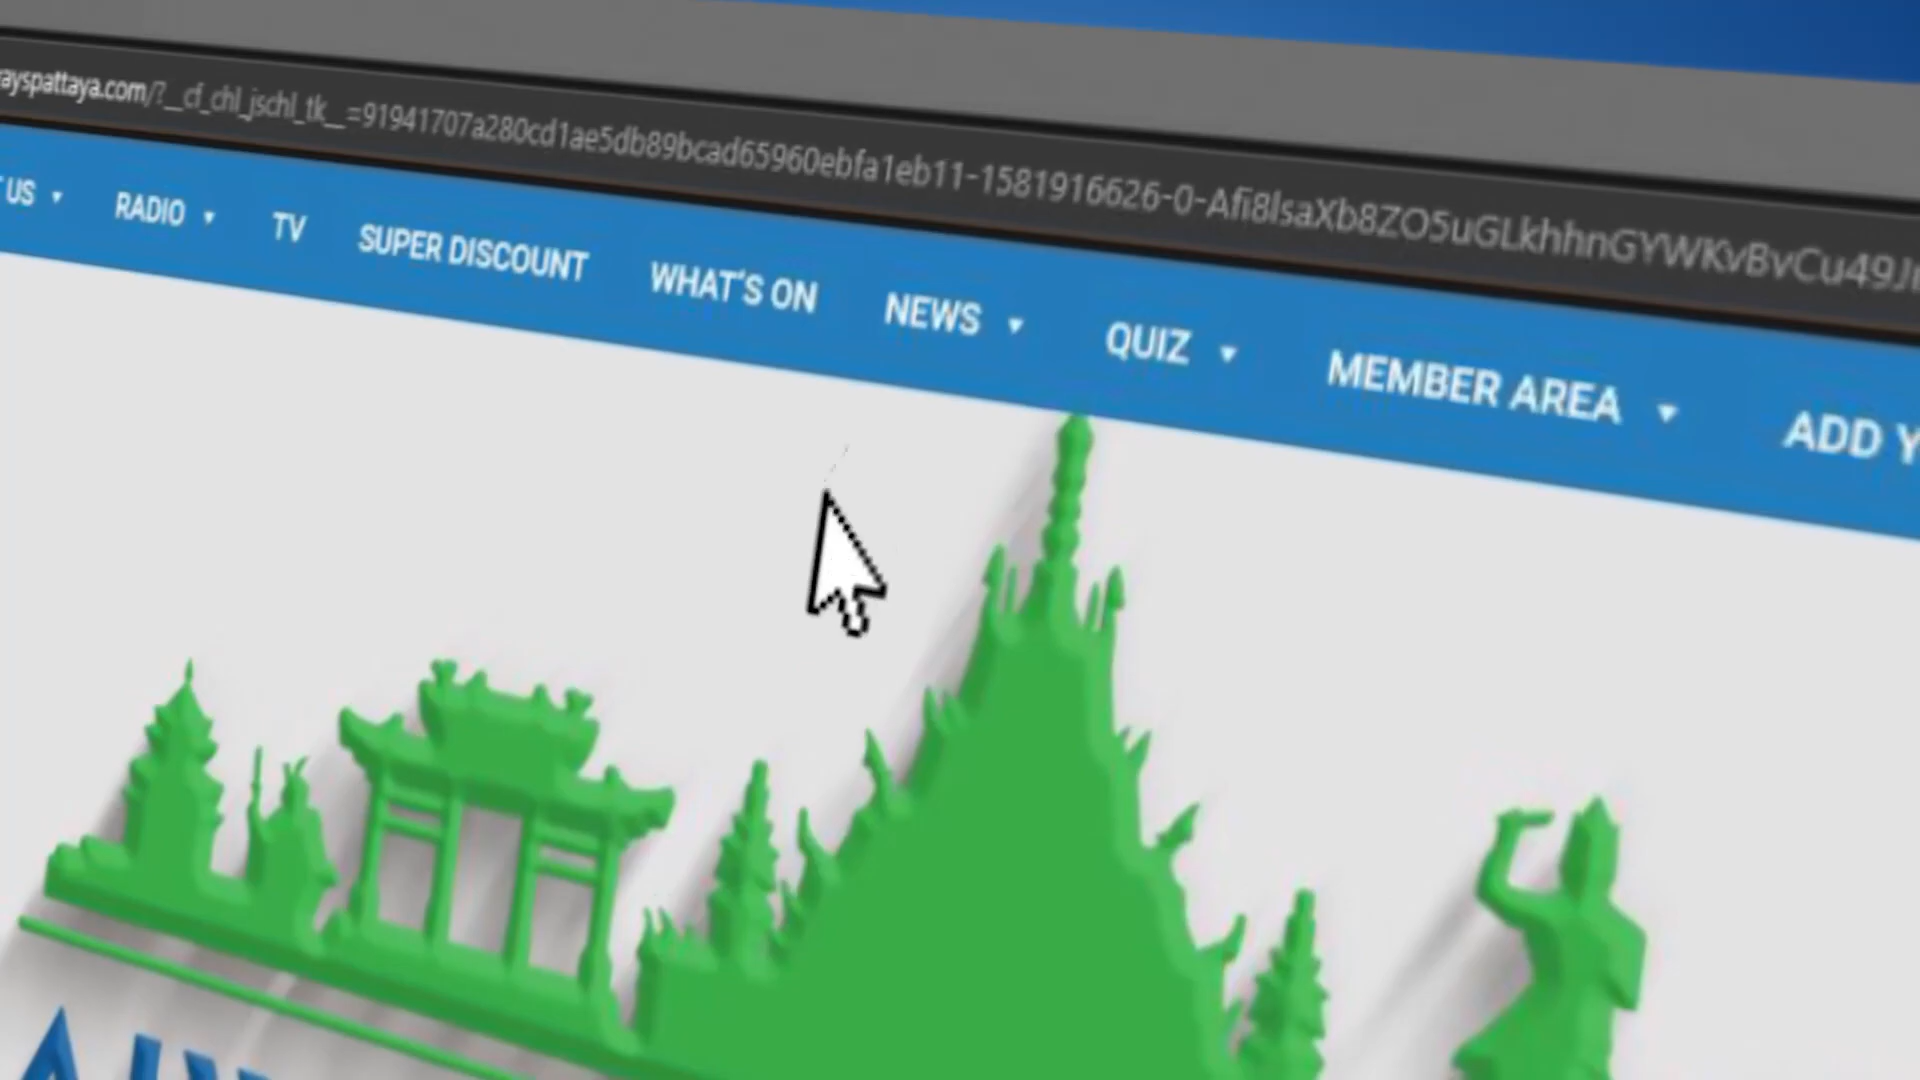 ayspattaya.com/?__cf_chl_jschl_tk__=91941707a280cd1ae5db89bcad65960ebfa1eb11-1581916626-0-Afi8lsaXb8ZO5uGLkhhnGYWKvBvCu49J
US ▾ RADIO ▾ TV SUPER DISCOUNT WHAT'S ON NEWS ▾ QUIZ ▾ MEMBER AREA ▾ ADD Y